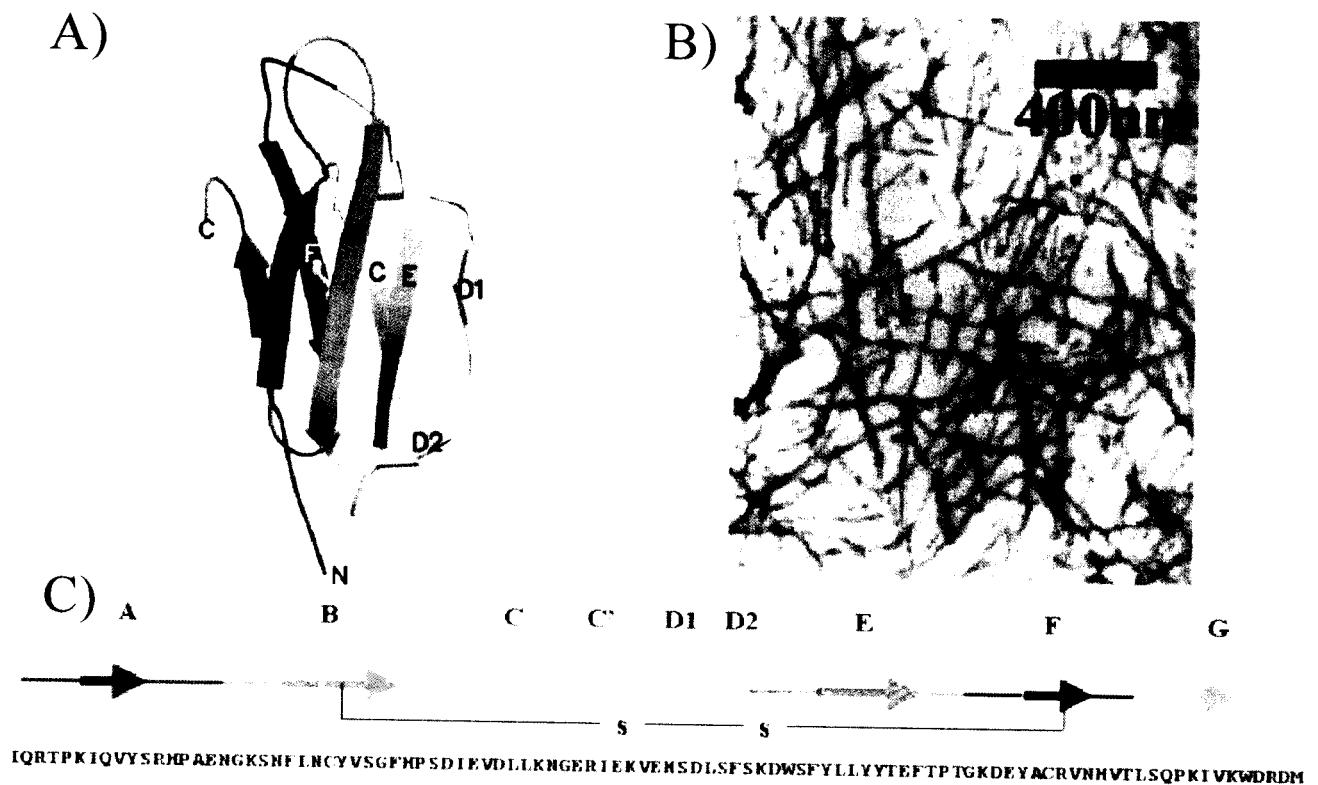 A)
B)
400nm
C
F
C
E
D1
D2
N
C)
A B C C' D1 D2 E F G
S S
IQRTPKIQVYSRHPAENGKSNFLNCYVSGFHPSDIEVDLLKNGERIEKVEHSDLSFSKDWSFYLLYYTEFTPTGKDEYACRVNHVTLSQPKIVKWDRDM